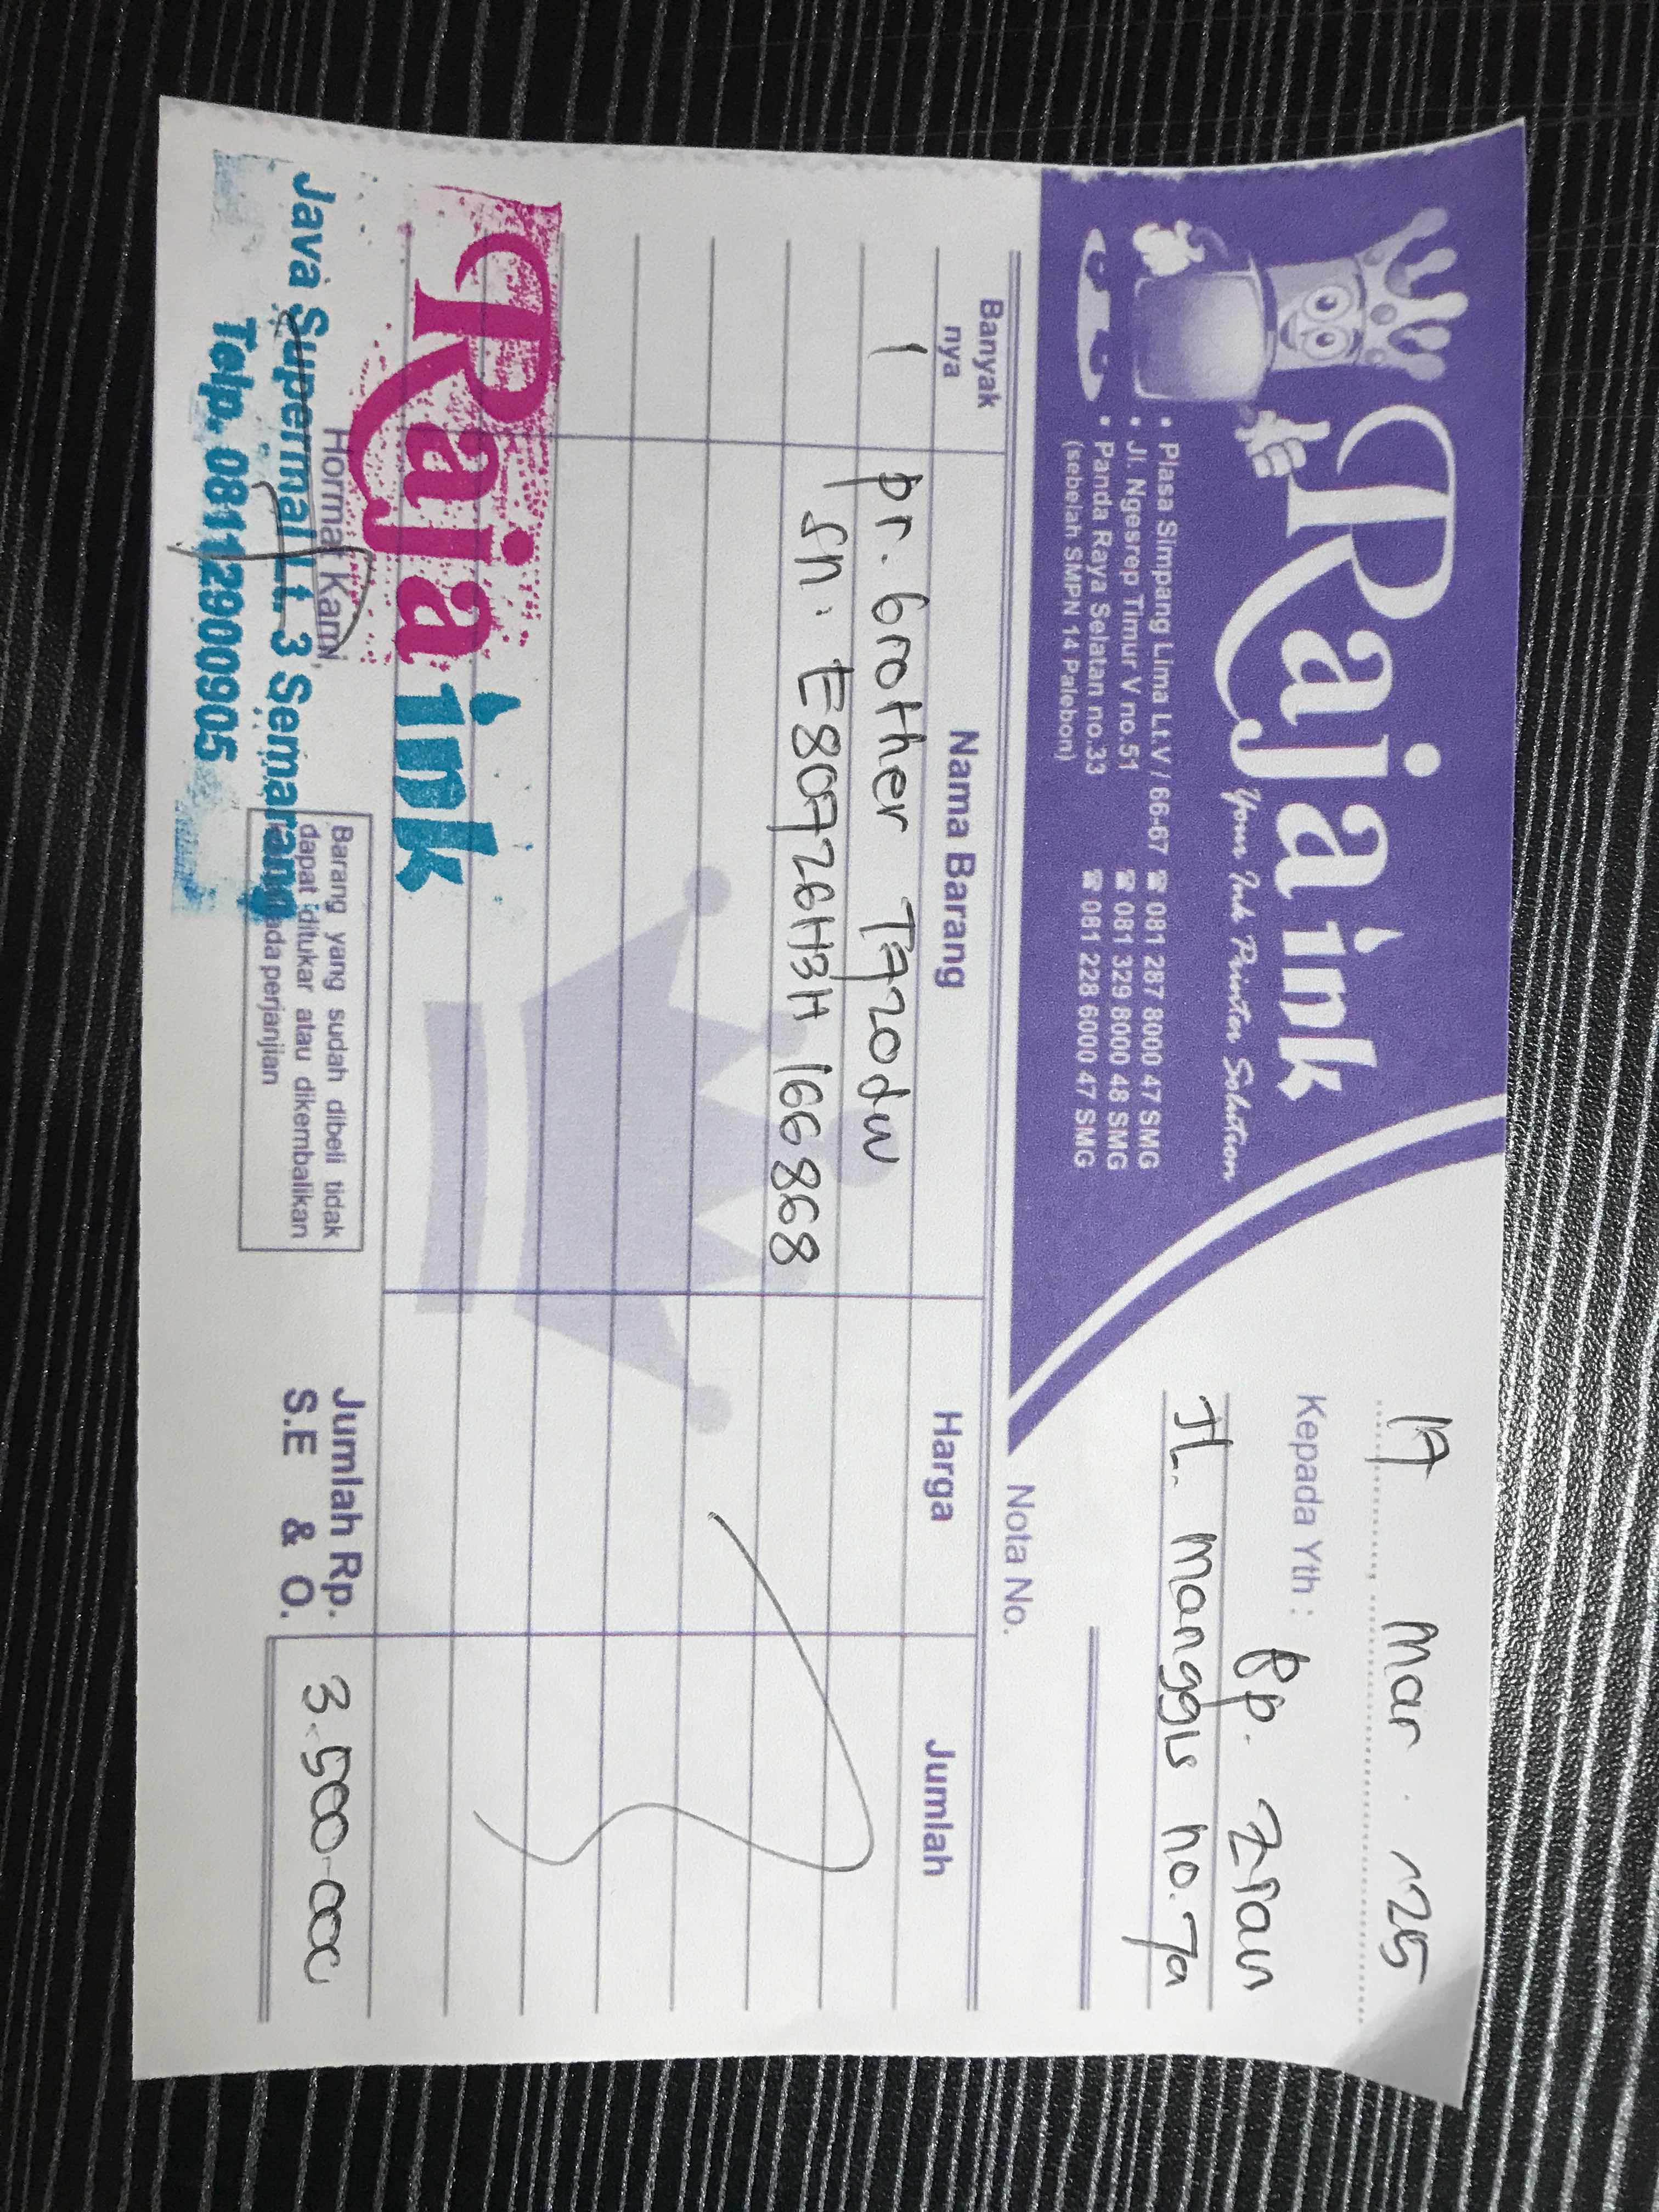 Raja ink
Your Ink Printer Solution
• Plasa Simpang Lima Lt.V / 66-67 ☎ 081 287 8000 47 SMG
• Jl. Ngesrep Timur V no.51 ☎ 081 329 8000 48 SMG
• Panda Raya Selatan no.33 ☎ 081 228 6000 47 SMG
(sebelah SMPN 14 Palebon)
17 Mar. 25
Kepada Yth :
Bp. Zian
JL. Manggis no. 7a
Nota No.
Banyak nya Nama Barang Harga Jumlah
1 pr. brother T720dw
sn. E80726H3H 166868
Raja ink
Java Supermal Lt. 3 Semarang
Telp. 08112900905
Hormat Kami,
Barang yang sudah dibeli tidak
dapat ditukar atau dikembalikan
ada perjanjian
Jumlah Rp. 3.500.000
S.E & O.